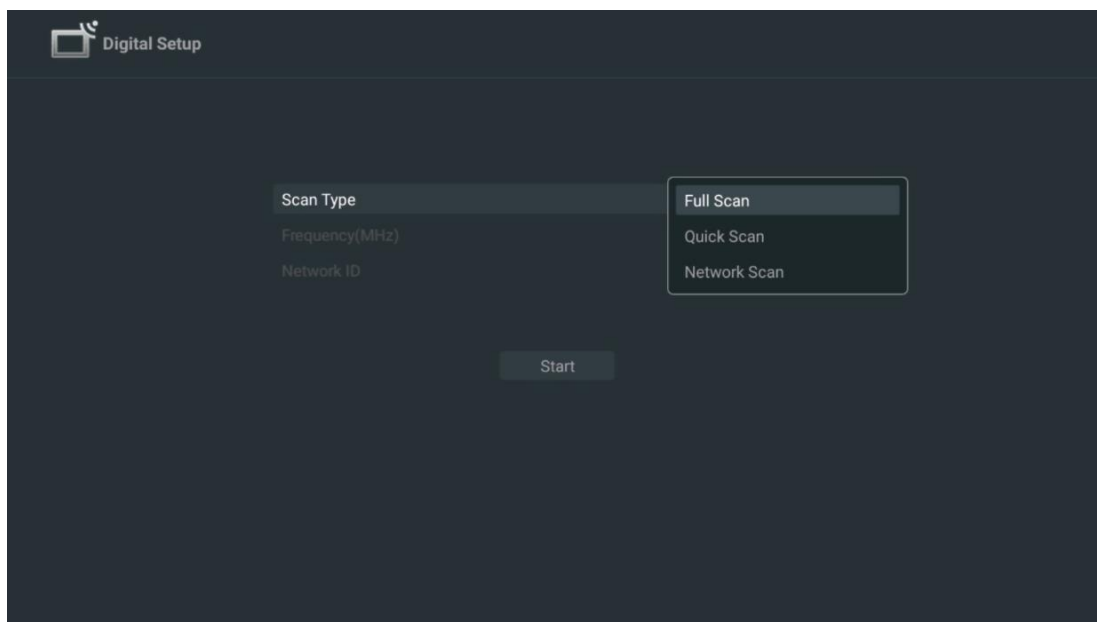 Digital Setup
Scan Type
Full Scan
Frequency(MHz)
Quick Scan
Network ID
Network Scan
Start